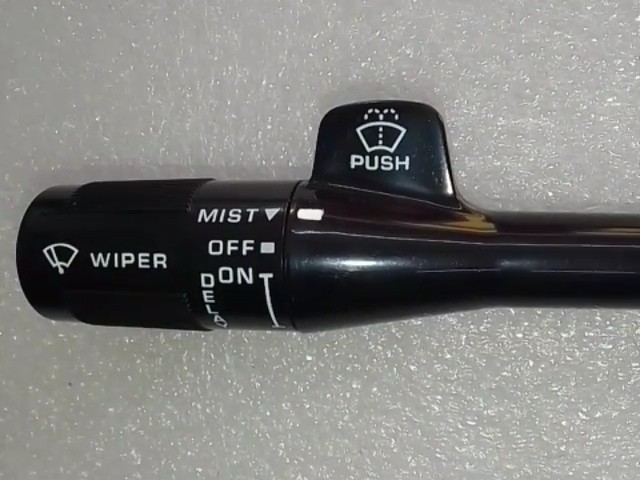 PUSH
MIST
OFF
WIPER
ON
DELAY